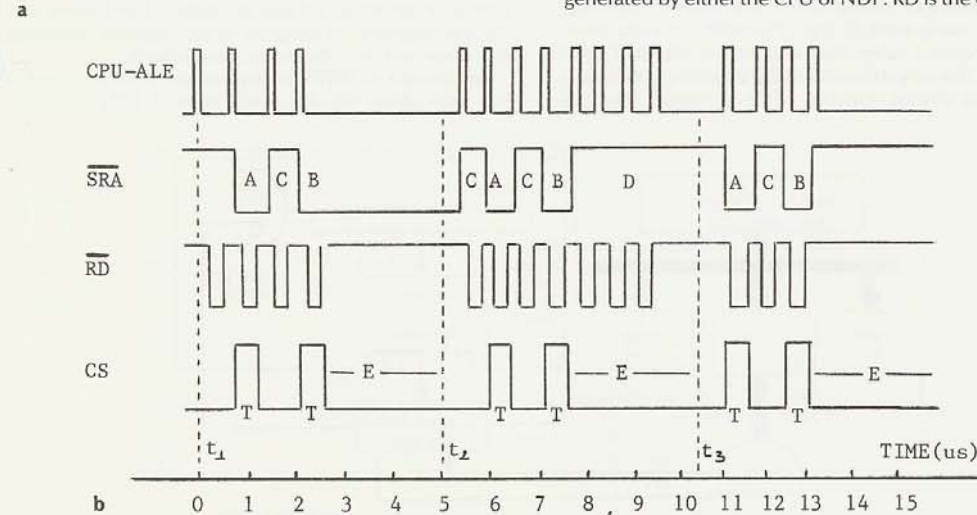 a
generated by either the CPU or NDP. RD is the
CPU-ALE
SRA A C B C A C B D A C B
RD
CS E E E
T T T T T T
t1 t2 t3 TIME(us)
b 0 1 2 3 4 5 6 7 8 9 10 11 12 13 14 15